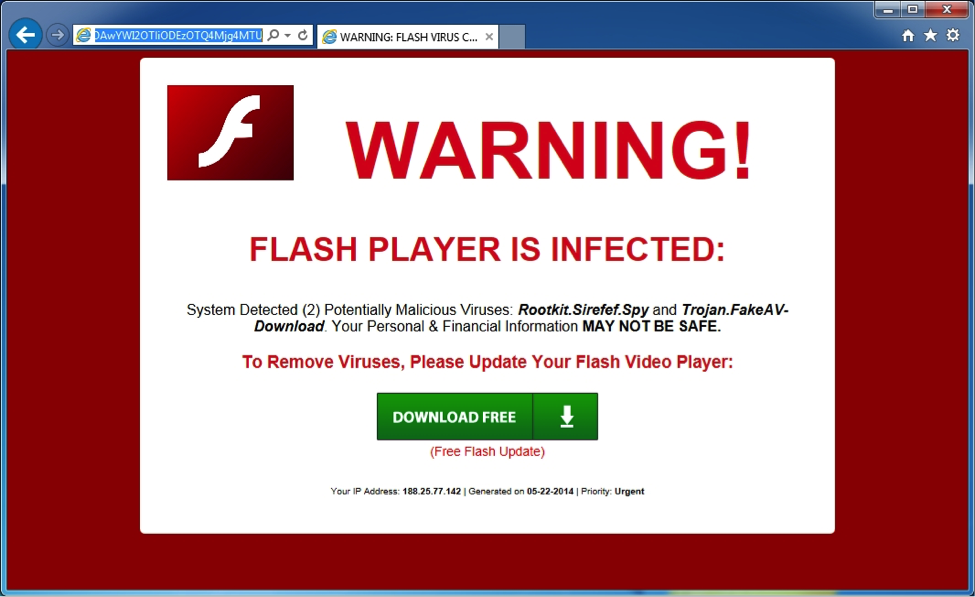 DAwYWI2OTliODEzOTQ4Mjg4MTU
WARNING: FLASH VIRUS C...
WARNING!
FLASH PLAYER IS INFECTED:
System Detected (2) Potentially Malicious Viruses: Rootkit.Sirefef.Spy and Trojan.FakeAV-
Download. Your Personal & Financial Information MAY NOT BE SAFE.
To Remove Viruses, Please Update Your Flash Video Player:
DOWNLOAD FREE
(Free Flash Update)
Your IP Address: 188.25.77.142 | Generated on 05-22-2014 | Priority: Urgent